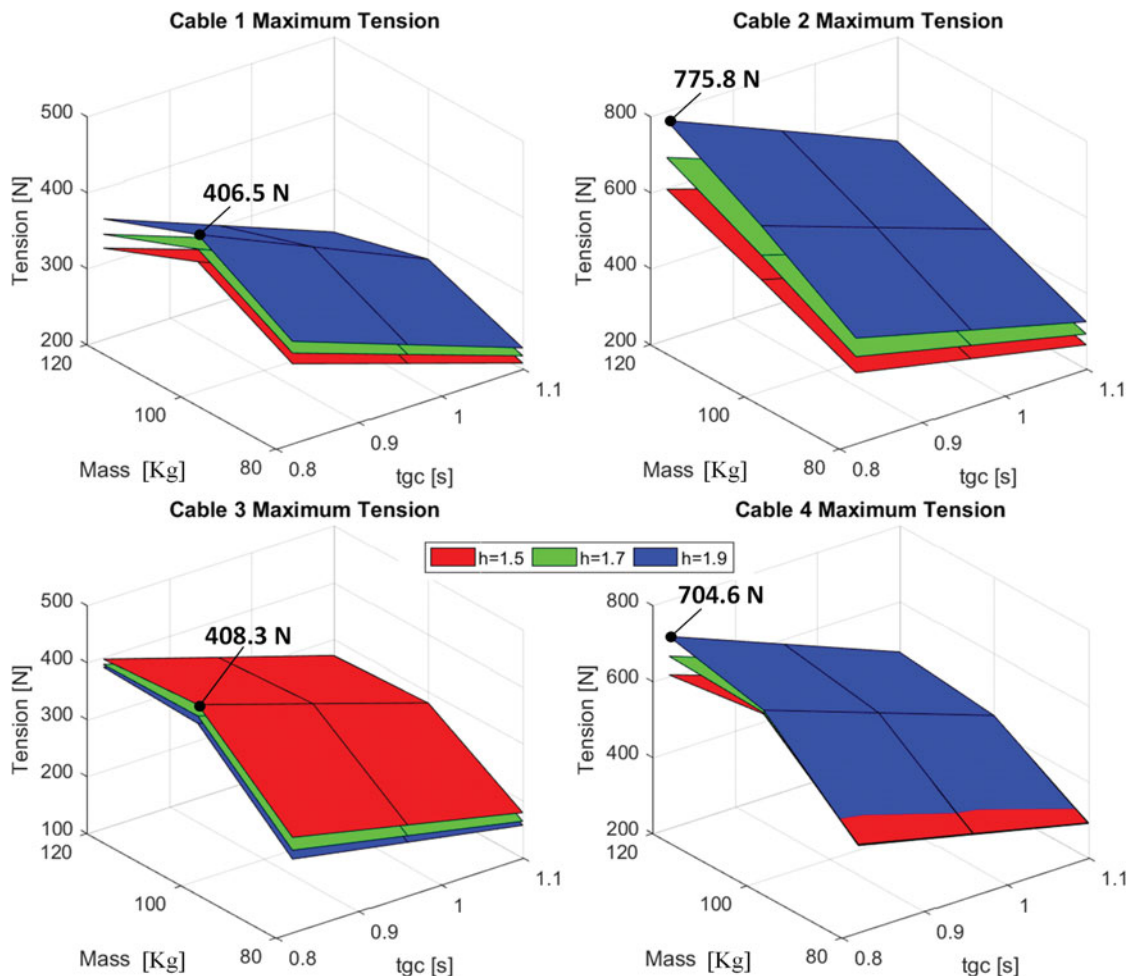 Cable 1 Maximum Tension
500
400
300
200
Tension [N]
406.5 N
120
100
80
Mass [Kg]
0.8
0.9
1
1.1
tgc [s]
Cable 2 Maximum Tension
800
600
400
200
Tension [N]
775.8 N
120
100
80
Mass [Kg]
0.8
0.9
1
1.1
tgc [s]
Cable 3 Maximum Tension
500
400
300
200
100
Tension [N]
408.3 N
120
100
80
Mass [Kg]
0.8
0.9
1
1.1
tgc [s]
h=1.5 h=1.7 h=1.9
Cable 4 Maximum Tension
800
600
400
200
Tension [N]
704.6 N
120
100
80
Mass [Kg]
0.8
0.9
1
1.1
tgc [s]